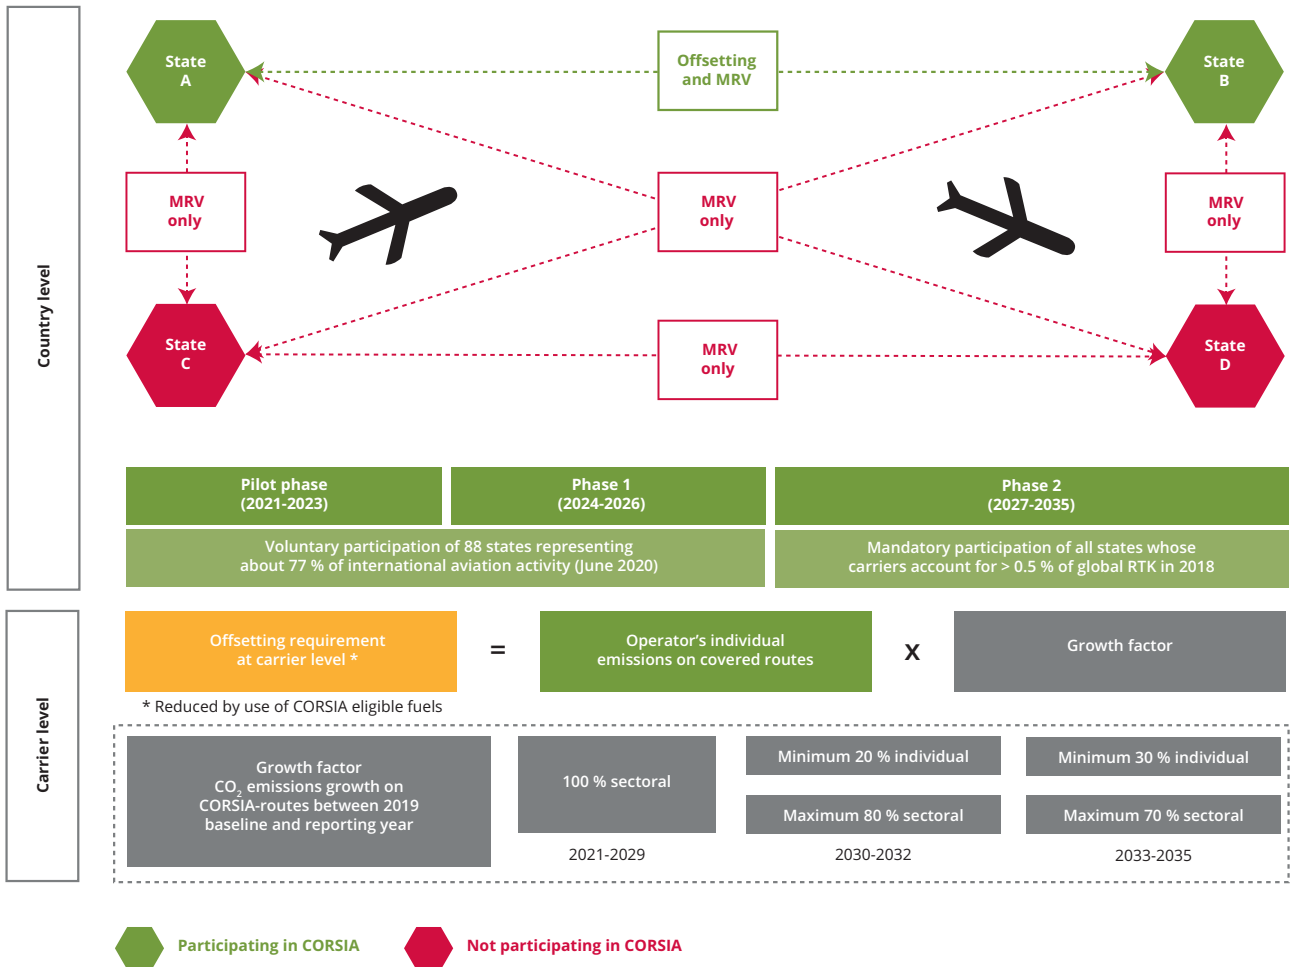 Country level
State
A
Offsetting
and MRV
State
B
MRV
only
MRV
only
MRV
only
State
C
MRV
only
State
D
Pilot phase
(2021-2023)
Phase 1
(2024-2026)
Phase 2
(2027-2035)
Voluntary participation of 88 states representing
about 77 % of international aviation activity (June 2020)
Mandatory participation of all states whose
carriers account for > 0.5 % of global RTK in 2018
Carrier level
Offsetting requirement
at carrier level *
=
Operator’s individual
emissions on covered routes
x
Growth factor
* Reduced by use of CORSIA eligible fuels
Growth factor
CO₂ emissions growth on
CORSIA-routes between 2019
baseline and reporting year
100 % sectoral
2021-2029
Minimum 20 % individual
Maximum 80 % sectoral
2030-2032
Minimum 30 % individual
Maximum 70 % sectoral
2033-2035
Participating in CORSIA
Not participating in CORSIA